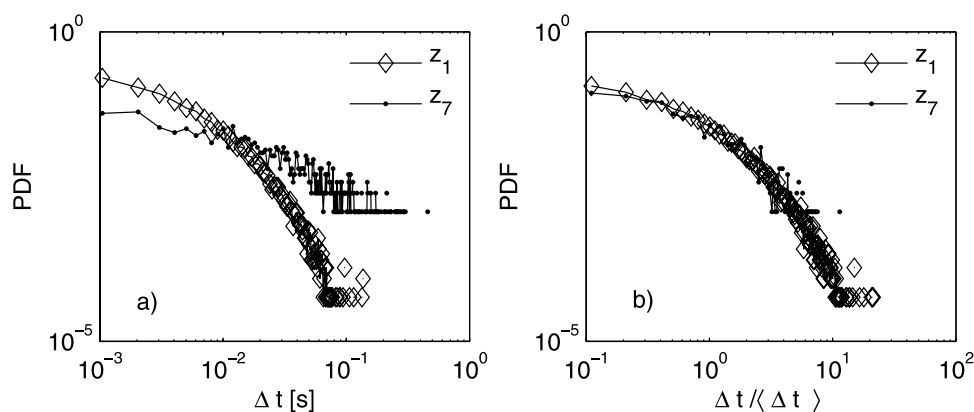 10^0
z_1
z_7
PDF
a)
10^-5
10^-3
10^-2
10^-1
10^0
Δ t [s]
10^0
z_1
z_7
PDF
b)
10^-5
10^-1
10^0
10^1
10^2
Δ t /⟨ Δ t ⟩